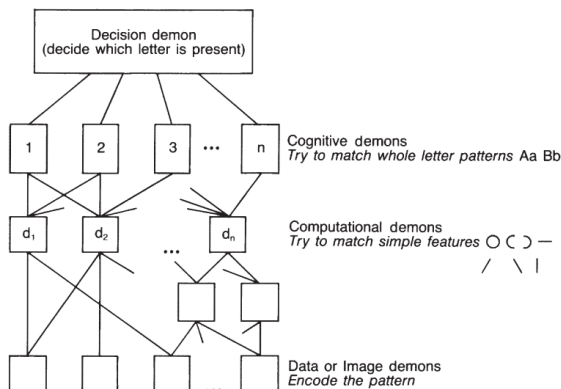 Decision demon
(decide which letter is present)
1 2 3 ... n Cognitive demons
Try to match whole letter patterns Aa Bb
d1 d2 dn Computational demons
Try to match simple features
...
Data or Image demons
Encode the pattern